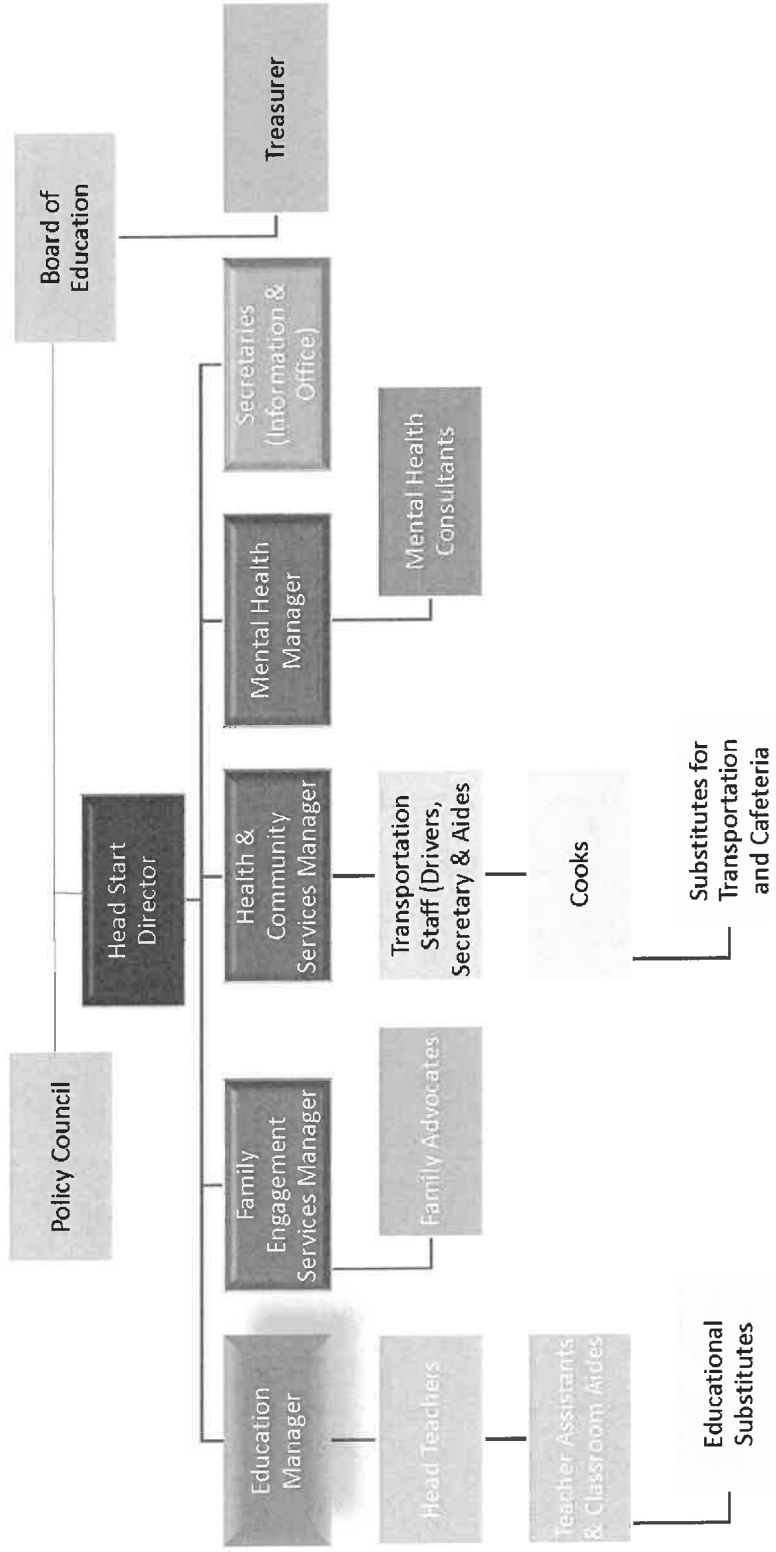 Policy Council
Board of
Education
Head Start
Director
Treasurer
Education
Manager
Family
Engagement
Services Manager
Health &
Community
Services Manager
Mental Health
Manager
Secretaries
(Information &
Office)
Head Teachers
Family Advocates
Transportation
Staff (Drivers,
Secretary & Aides
Mental Health
Consultants
Teacher Assistants
& Classroom Aides
Cooks
Educational
Substitutes
Substitutes for
Transportation
and Cafeteria